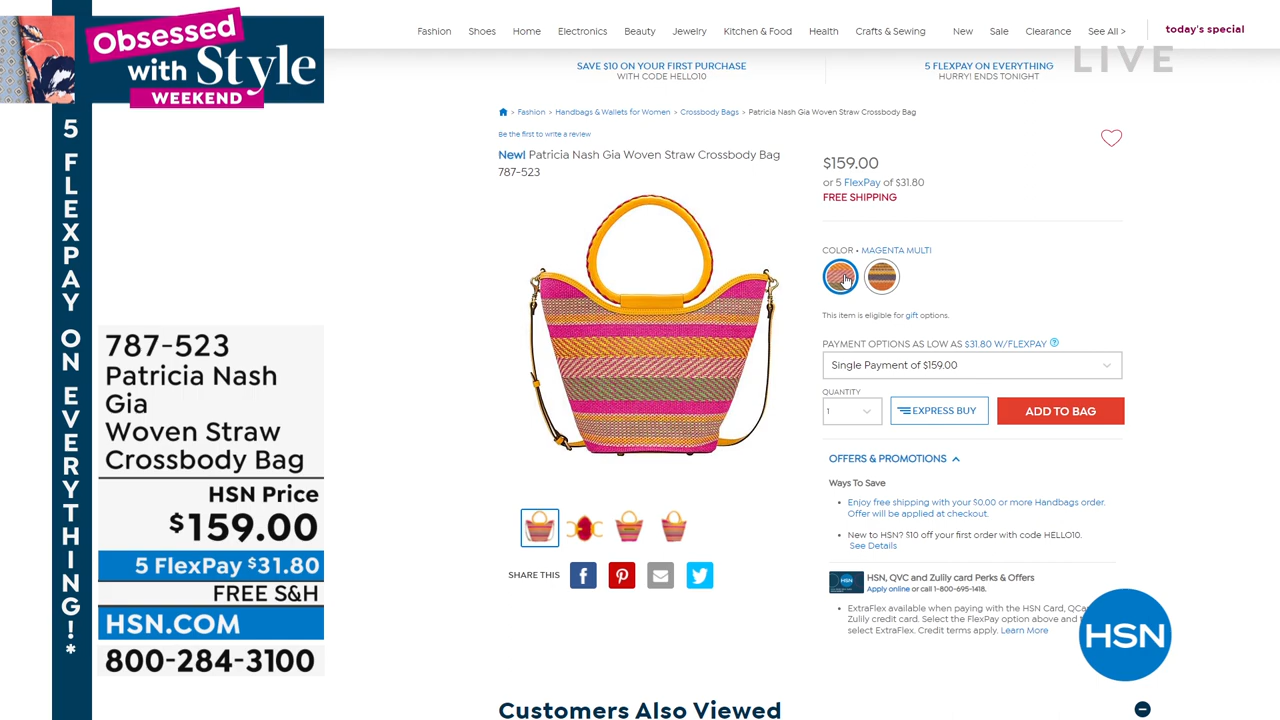 Obsessed
with Style
WEEKEND
5 FLEXPAY ON EVERYTHING!*
787-523
Patricia Nash
Gia
Woven Straw
Crossbody Bag
HSN Price
$159.00
5 FlexPay $31.80
FREE S&H
HSN.COM
800-284-3100
Fashion Shoes Home Electronics Beauty Jewelry Kitchen & Food Health Crafts & Sewing New Sale Clearance See All > today's special
LIVE
SAVE $10 ON YOUR FIRST PURCHASE
WITH CODE HELLO10
5 FLEXPAY ON EVERYTHING
HURRY! ENDS TONIGHT
> Fashion > Handbags & Wallets for Women > Crossbody Bags > Patricia Nash Gia Woven Straw Crossbody Bag
Be the first to write a review
New! Patricia Nash Gia Woven Straw Crossbody Bag
787-523
SHARE THIS
$159.00
or 5 FlexPay of $31.80
FREE SHIPPING
COLOR • MAGENTA MULTI
This item is eligible for gift options.
PAYMENT OPTIONS AS LOW AS $31.80 W/FLEXPAY ?
Single Payment of $159.00
QUANTITY
1
EXPRESS BUY
ADD TO BAG
OFFERS & PROMOTIONS
Ways To Save
• Enjoy free shipping with your $0.00 or more Handbags order.
Offer will be applied at checkout.
• New to HSN? $10 off your first order with code HELLO10.
See Details
HSN, QVC and Zulily card Perks & Offers
Apply online or call 1-800-695-1418.
• ExtraFlex available when paying with the HSN Card, QCa
Zulily credit card. Select the FlexPay option above and
select ExtraFlex. Credit terms apply. Learn More
HSN
Customers Also Viewed